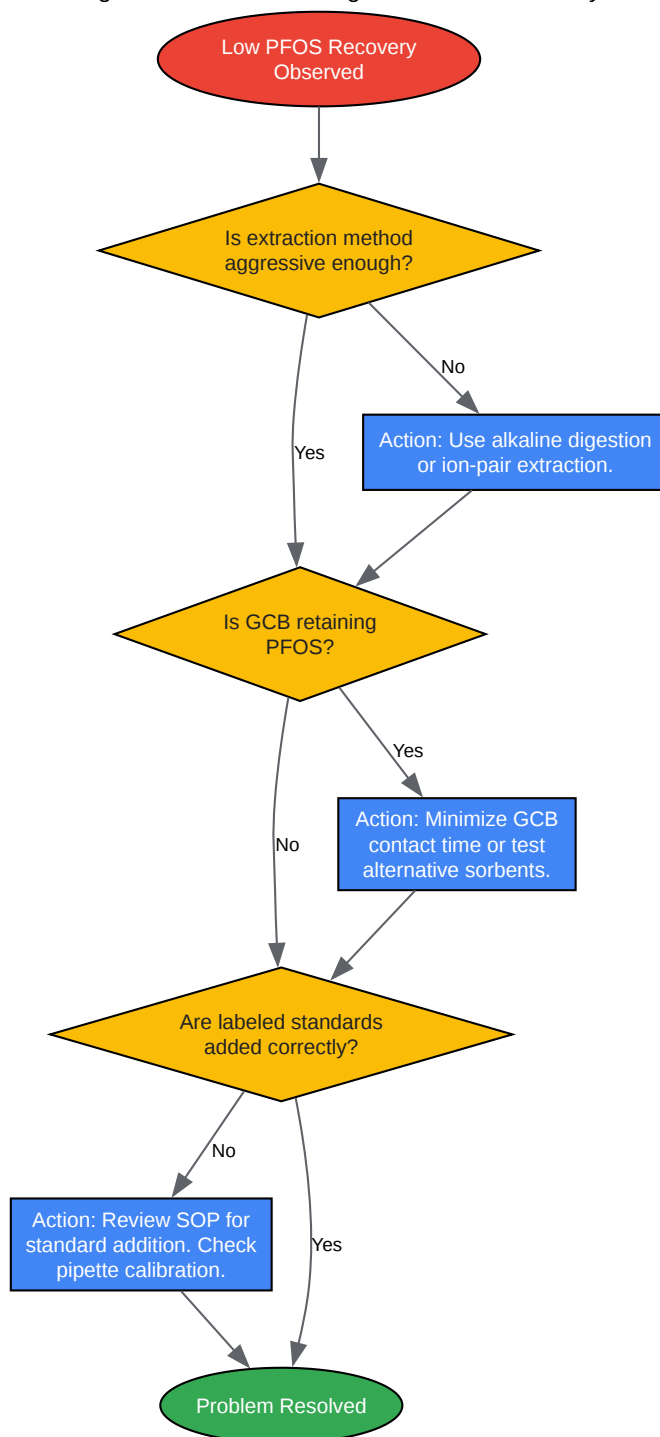 Low PFOS Recovery
Observed
Is extraction method
aggressive enough?
No
Action: Use alkaline digestion
or ion-pair extraction.
Yes
Is GCB retaining
PFOS?
Yes
Action: Minimize GCB
contact time or test
alternative sorbents.
No
Are labeled standards
added correctly?
No
Action: Review SOP for
standard addition. Check
pipette calibration.
Yes
Problem Resolved